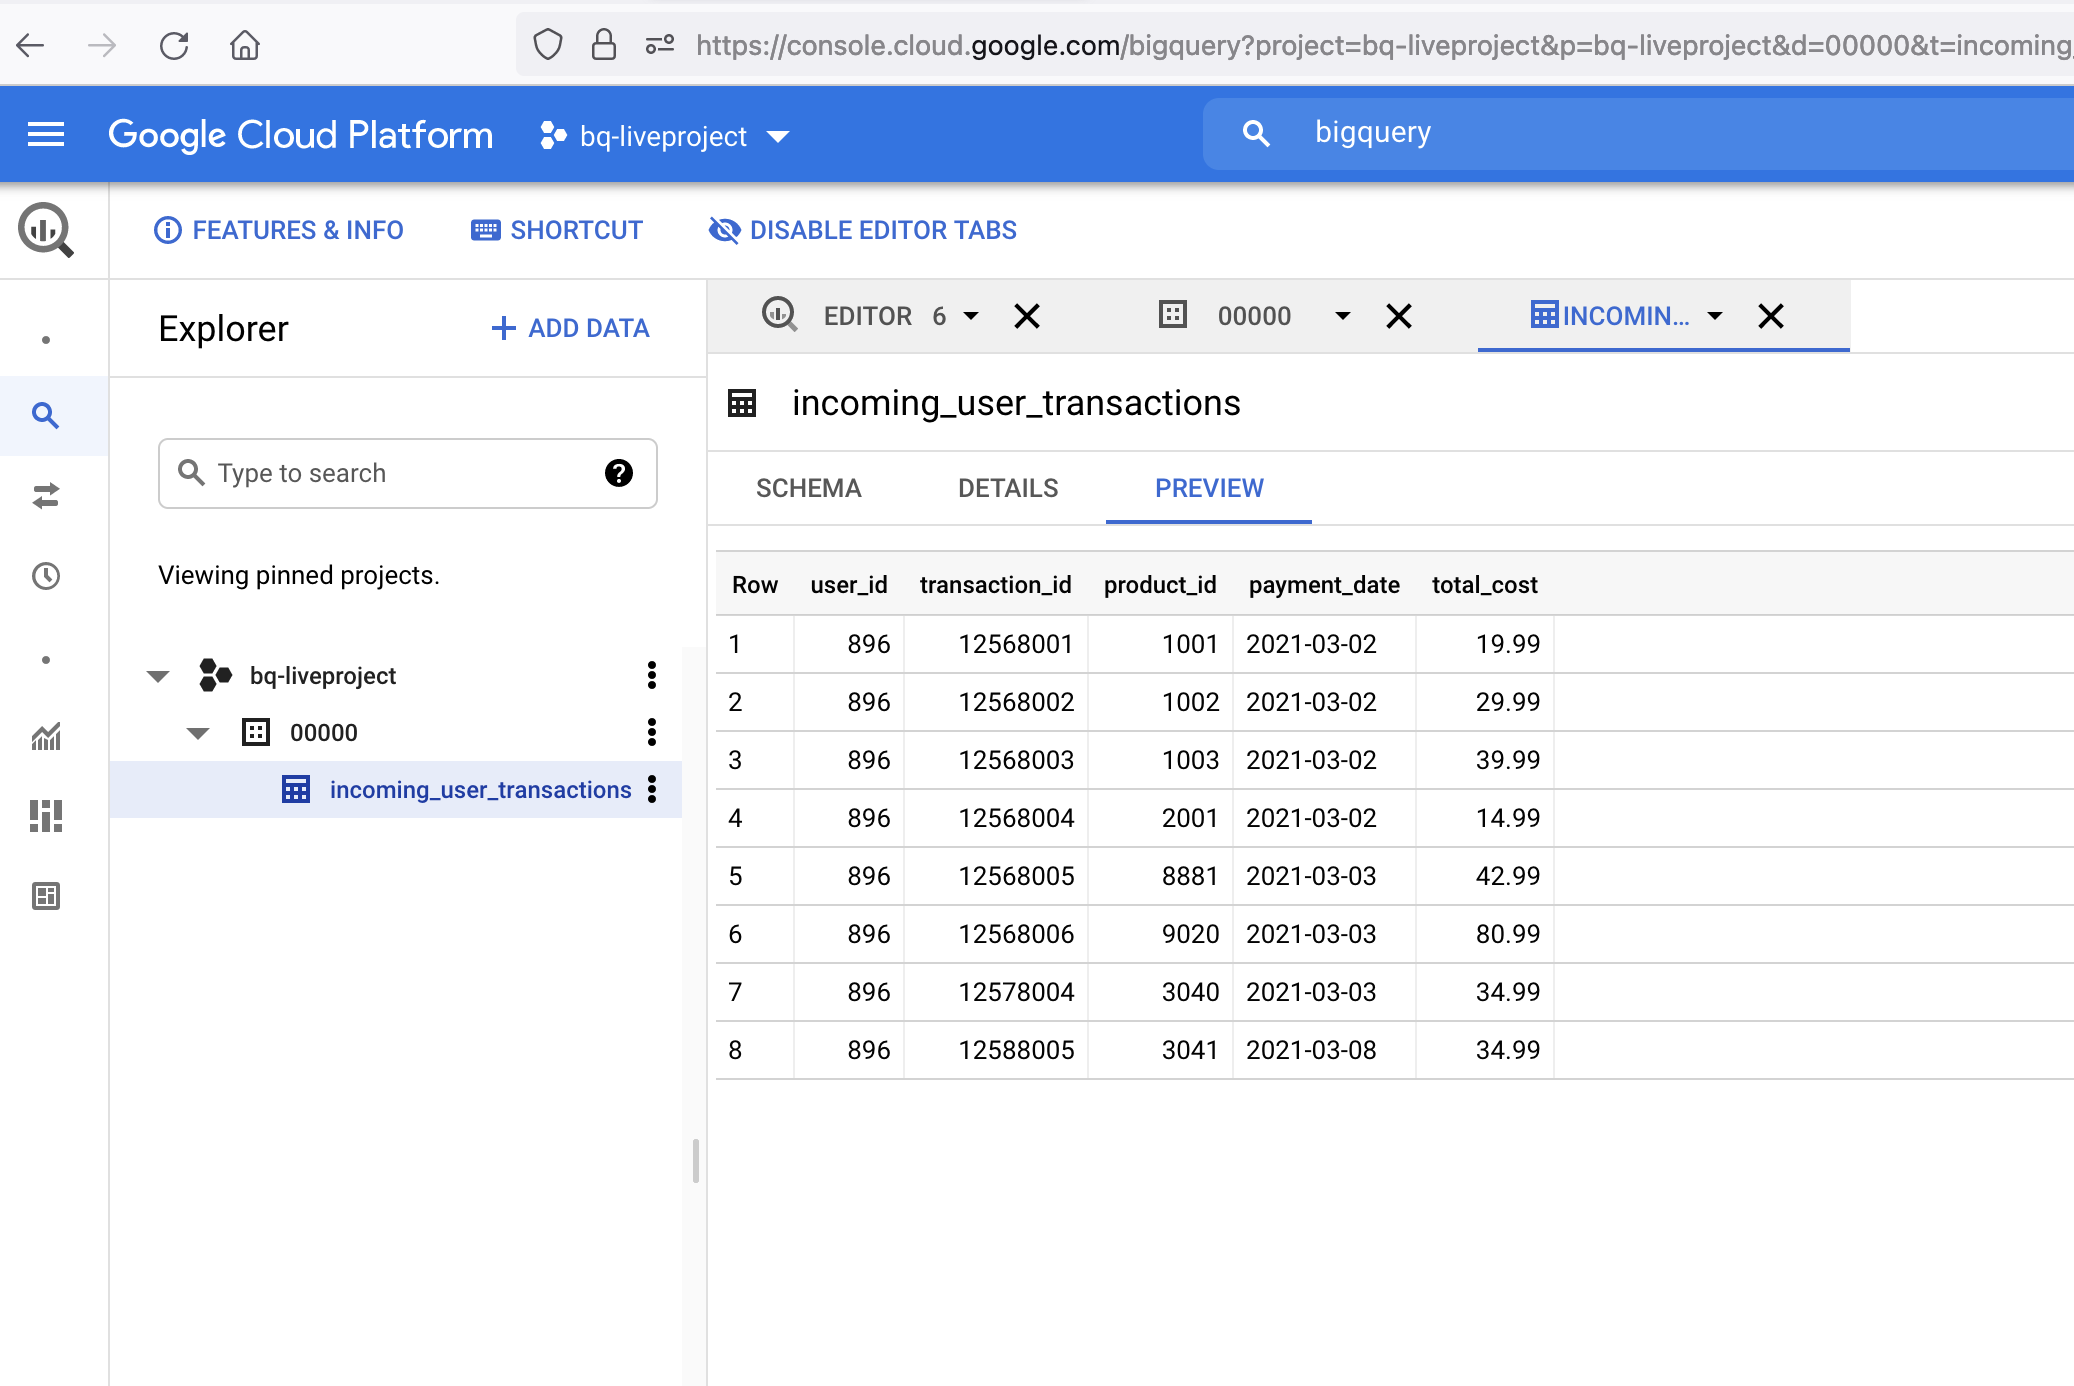 https://console.cloud.google.com/bigquery?project=bq-liveproject&p=bq-liveproject&d=00000&t=incoming_
Google Cloud Platform bq-liveproject bigquery
FEATURES & INFO SHORTCUT DISABLE EDITOR TABS
Explorer + ADD DATA
EDITOR 6 00000 INCOMIN...
incoming_user_transactions
Type to search
SCHEMA DETAILS PREVIEW
Viewing pinned projects.
bq-liveproject
00000
incoming_user_transactions
Row user_id transaction_id product_id payment_date total_cost
1 896 12568001 1001 2021-03-02 19.99
2 896 12568002 1002 2021-03-02 29.99
3 896 12568003 1003 2021-03-02 39.99
4 896 12568004 2001 2021-03-02 14.99
5 896 12568005 8881 2021-03-03 42.99
6 896 12568006 9020 2021-03-03 80.99
7 896 12578004 3040 2021-03-03 34.99
8 896 12588005 3041 2021-03-08 34.99